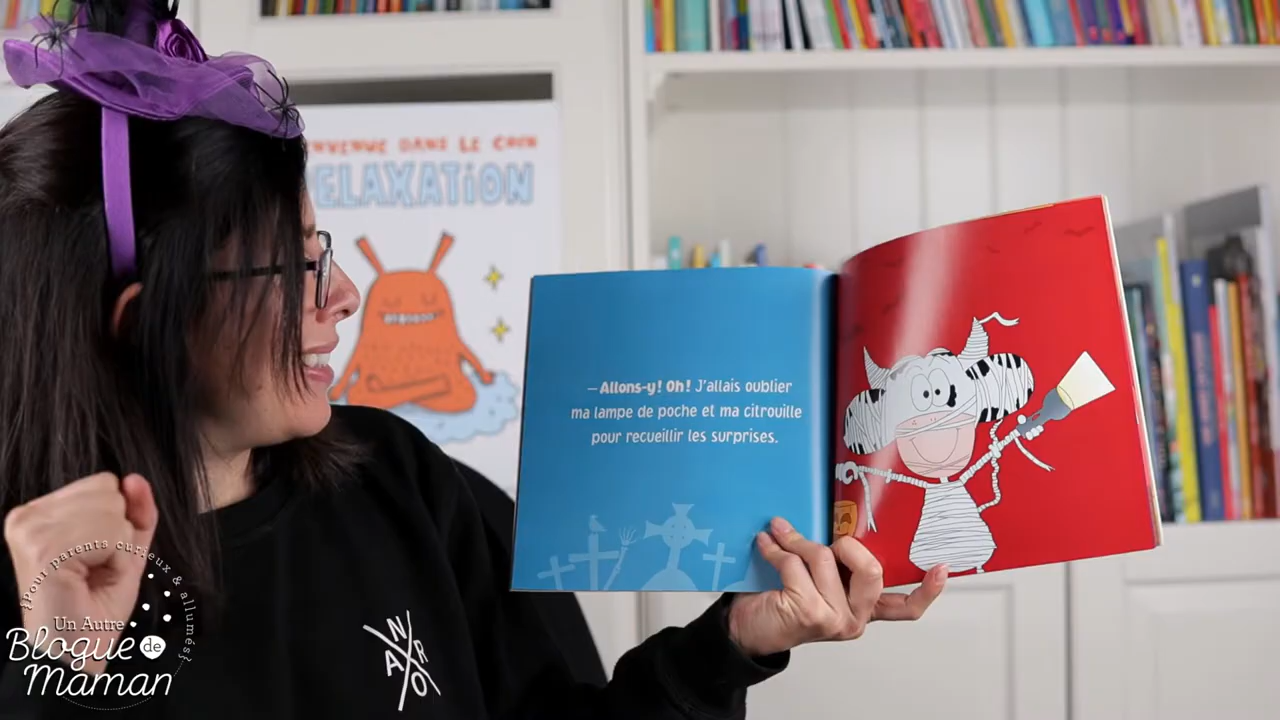 ENVENUE DANS LE COIN
RELAXATION
– Allons-y! Oh! J'allais oublier
ma lampe de poche et ma citrouille
pour recueillir les surprises.
{Pour parents curieux & allumés}
Un Autre
Blogue de
Maman
N
A R
O